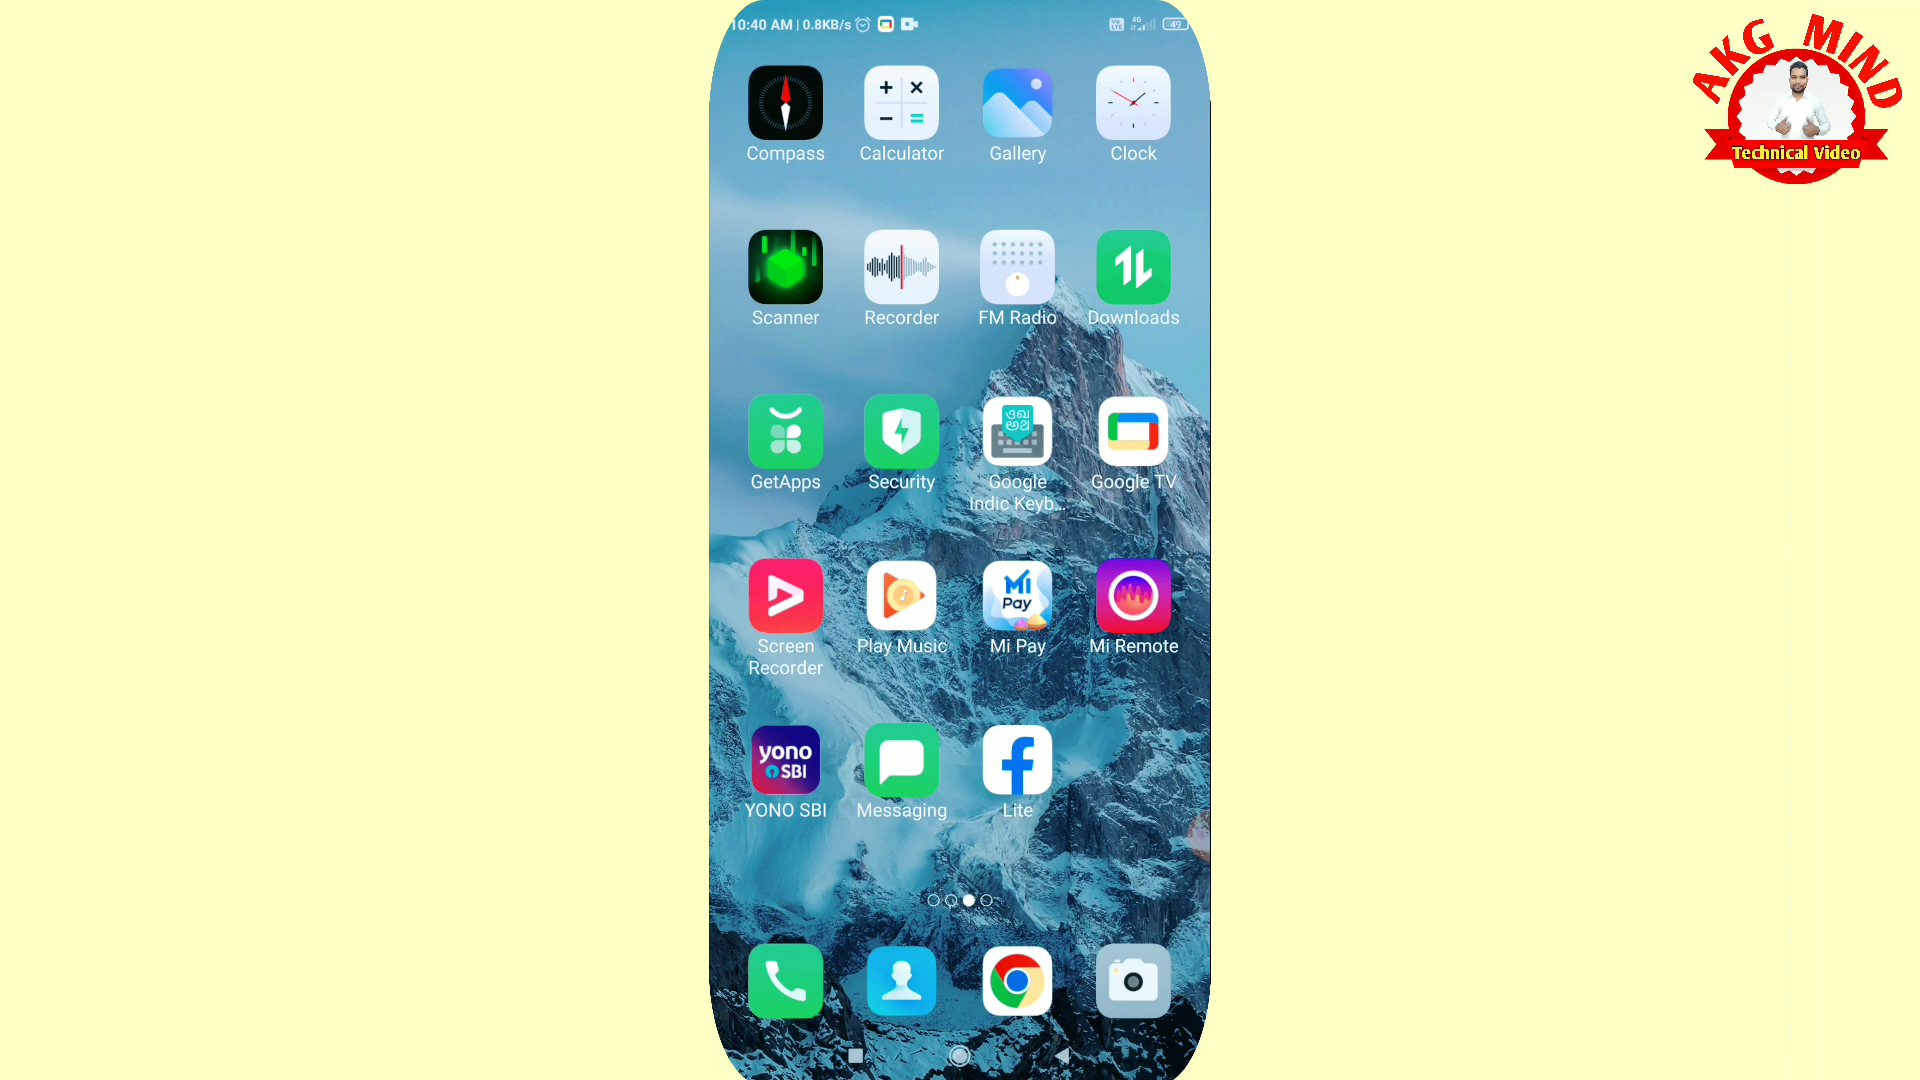 10:40 AM | 0.8KB/s
4G
49
AKG MIND
Technical Video
Compass
Calculator
Gallery
Clock
Scanner
Recorder
FM Radio
Downloads
GetApps
Security
Google
Indic Keyb...
Google TV
Screen
Recorder
Play Music
Mi
Pay
Mi Pay
Mi Remote
yono
SBI
YONO SBI
Messaging
Lite